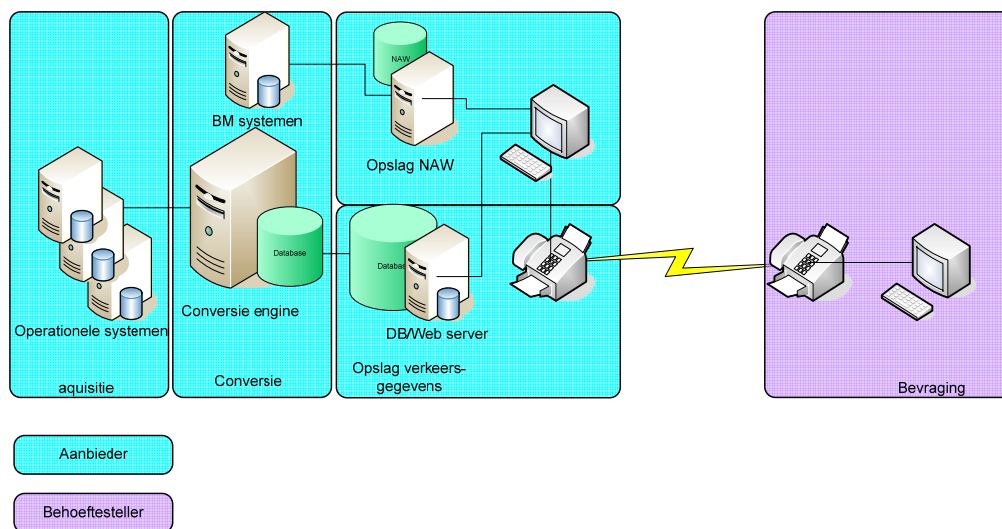 NAW
BM systemen
Opslag NAW
Operationele systemen
Database
Conversie engine
Database
DB/Web server
aquisitie
Conversie
Opslag verkeers-
gegevens
Bevraging
Aanbieder
Behoeftesteller